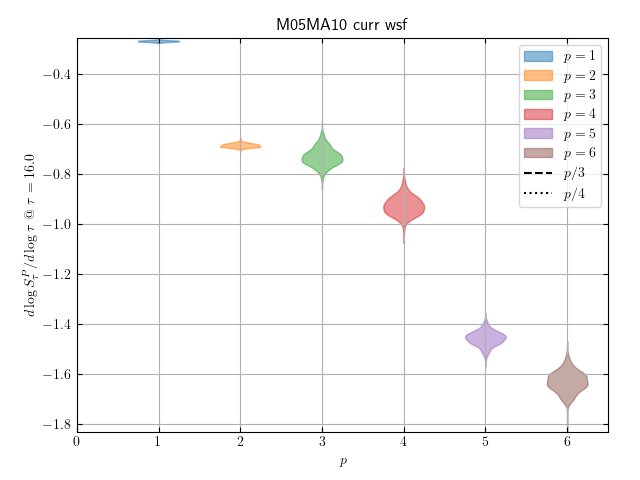 M05MA10 curr wsf
d log S_τ^P / d log τ @ τ = 16.0
−0.4
−0.6
−0.8
−1.0
−1.2
−1.4
−1.6
−1.8
0 1 2 3 4 5 6
p
p = 1
p = 2
p = 3
p = 4
p = 5
p = 6
p/3
p/4